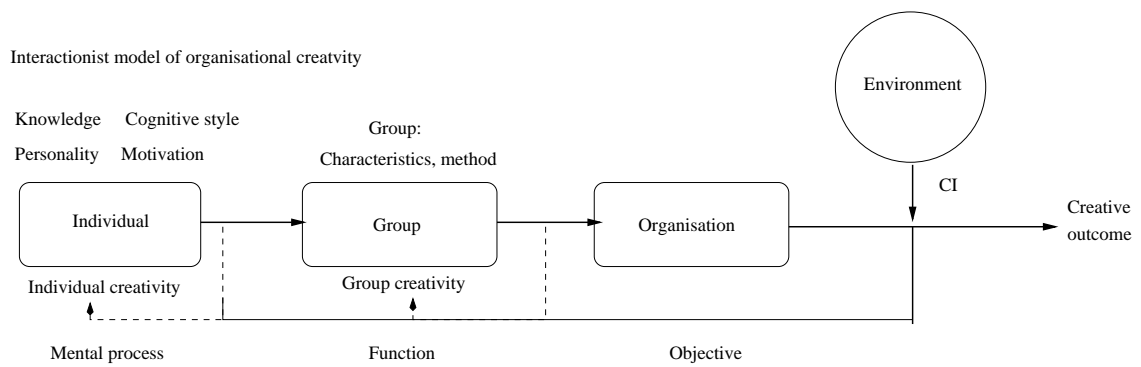 Interactionist model of organisational creatvity
Environment
Knowledge Cognitive style
Personality Motivation
Group:
Characteristics, method
CI
Individual
Group
Organisation
Creative
outcome
Individual creativity
Group creativity
Mental process
Function
Objective